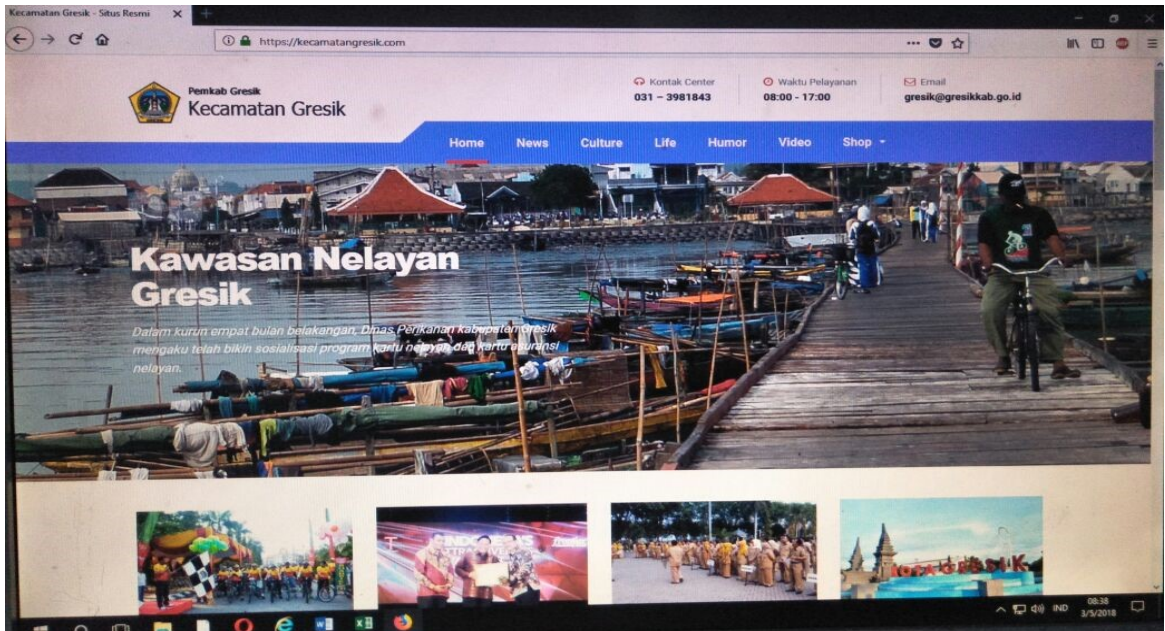 Kecamatan Gresik - Situs Resmi
https://kecamatangresik.com
Pemkab Gresik
Kecamatan Gresik
Kontak Center
031 – 3981843
Waktu Pelayanan
08:00 - 17:00
Email
gresik@gresikkab.go.id
Home News Culture Life Humor Video Shop
Kawasan Nelayan
Gresik
Dalam kurun empat bulan belakangan, Dinas Perikanan kabupaten Gresik
mengaku telah bikin sosialisasi program kartu nelayan dan kartu asuransi
nelayan.
KOTA GRESIK
IND
08:38
3/5/2018